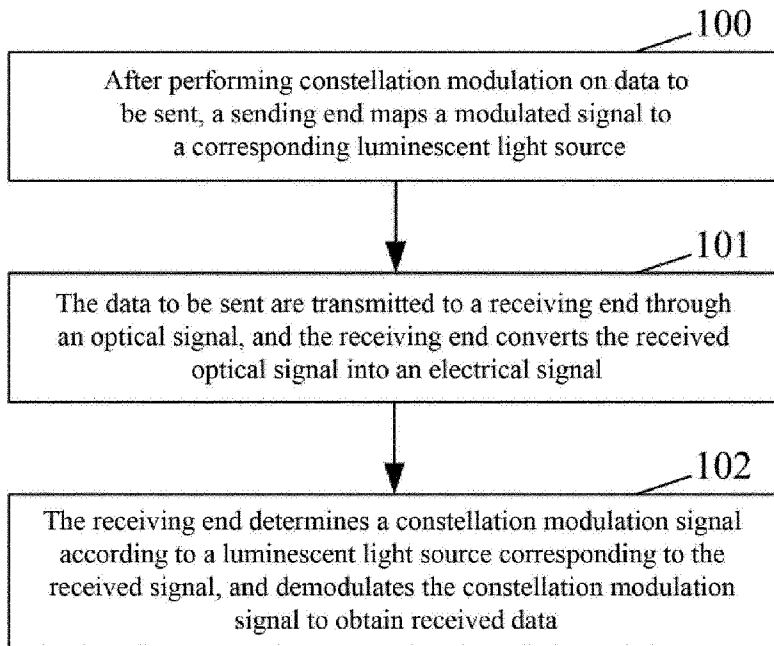 100
After performing constellation modulation on data to
be sent, a sending end maps a modulated signal to
a corresponding luminescent light source
101
The data to be sent are transmitted to a receiving end through
an optical signal, and the receiving end converts the received
optical signal into an electrical signal
102
The receiving end determines a constellation modulation signal
according to a luminescent light source corresponding to the
received signal, and demodulates the constellation modulation
signal to obtain received data